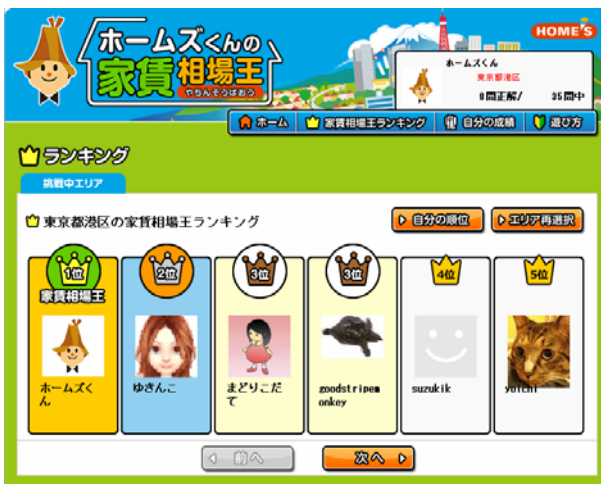 ホームズくんの
家賃相場王
やちんそうばおう
HOME'S
ホームズくん
東京都港区
8問正解/ 35問中
ホーム
家賃相場王ランキング
自分の成績
遊び方
ランキング
挑戦中エリア
東京都港区の家賃相場王ランキング
自分の順位
エリア再選択
1位
家賃相場王
2位
3位
3位
4位
5位
ホームズく
ん
ゆきんこ
まどりこだ
て
goodstripem
onkey
suzukik
yoichi
前へ
次へ